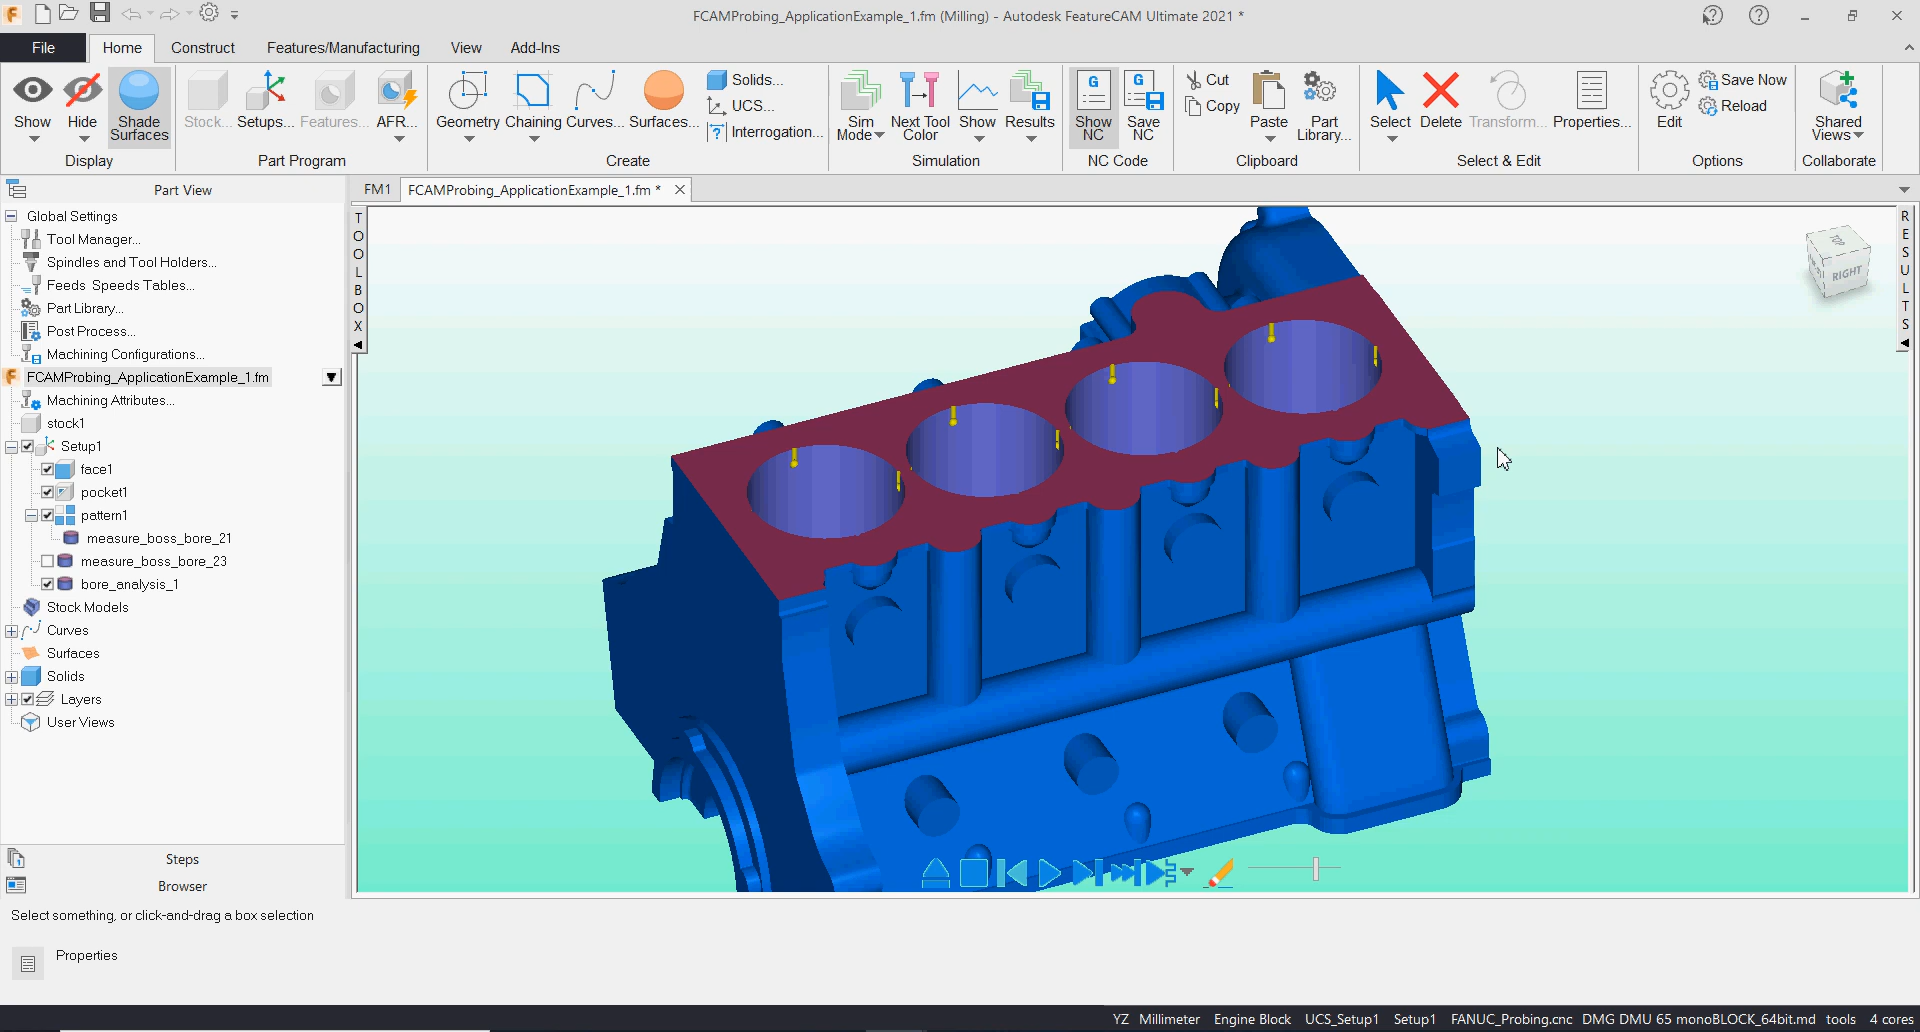 FCAMProbing_ApplicationExample_1.fm (Milling) - Autodesk FeatureCAM Ultimate 2021 *
File Home Construct Features/Manufacturing View Add-Ins
Show Hide Shade Surfaces
Display
Stock... Setups... Features... AFR...
Part Program
Geometry Chaining Curves... Surfaces...
Solids...
UCS...
Interrogation...
Create
Sim Mode Next Tool Color Show Results
Simulation
Show NC Save NC
NC Code
Cut
Copy
Paste Part Library...
Clipboard
Select Delete Transform... Properties...
Select & Edit
Edit
Save Now
Reload
Options
Shared Views
Collaborate
Part View
FM1 FCAMProbing_ApplicationExample_1.fm *
Global Settings
Tool Manager...
Spindles and Tool Holders...
Feeds Speeds Tables...
Part Library...
Post Process...
Machining Configurations...
FCAMProbing_ApplicationExample_1.fm
Machining Attributes...
stock1
Setup1
face1
pocket1
pattern1
measure_boss_bore_21
measure_boss_bore_23
bore_analysis_1
Stock Models
Curves
Surfaces
Solids
Layers
User Views
TOOLBOX
TOP
RIGHT
RESULTS
Steps
Browser
Select something, or click-and-drag a box selection
Properties
YZ Millimeter Engine Block UCS_Setup1 Setup1 FANUC_Probing.cnc DMG DMU 65 monoBLOCK_64bit.md tools 4 cores